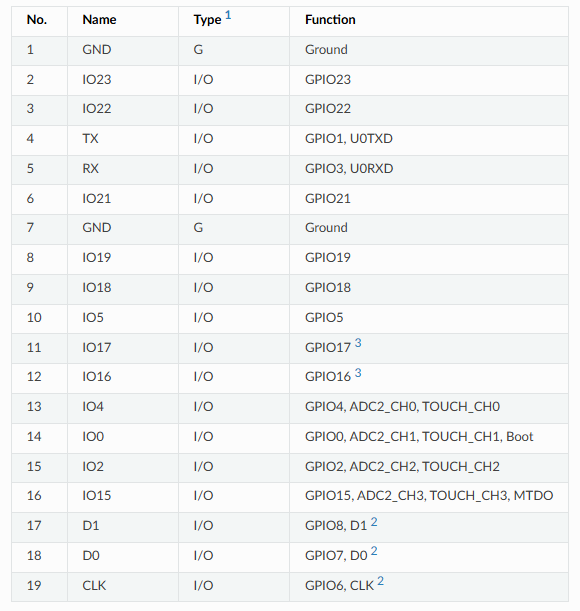 No. Name Type 1 Function
1 GND G Ground
2 IO23 I/O GPIO23
3 IO22 I/O GPIO22
4 TX I/O GPIO1, U0TXD
5 RX I/O GPIO3, U0RXD
6 IO21 I/O GPIO21
7 GND G Ground
8 IO19 I/O GPIO19
9 IO18 I/O GPIO18
10 IO5 I/O GPIO5
11 IO17 I/O GPIO17 3
12 IO16 I/O GPIO16 3
13 IO4 I/O GPIO4, ADC2_CH0, TOUCH_CH0
14 IO0 I/O GPIO0, ADC2_CH1, TOUCH_CH1, Boot
15 IO2 I/O GPIO2, ADC2_CH2, TOUCH_CH2
16 IO15 I/O GPIO15, ADC2_CH3, TOUCH_CH3, MTDO
17 D1 I/O GPIO8, D1 2
18 D0 I/O GPIO7, D0 2
19 CLK I/O GPIO6, CLK 2